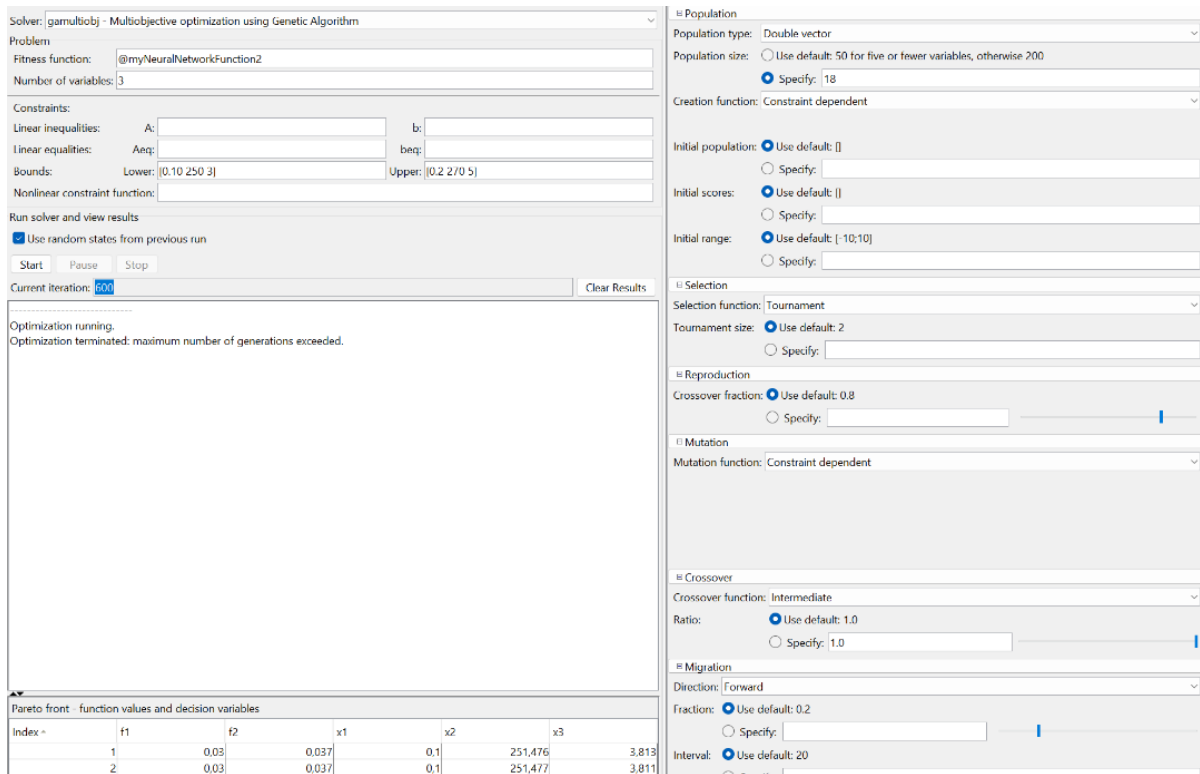 Solver: gamultiobj - Multiobjective optimization using Genetic Algorithm
Problem
Fitness function: @myNeuralNetworkFunction2
Number of variables: 3
Constraints:
Linear inequalities: A: b:
Linear equalities: Aeq: beq:
Bounds: Lower: [0.10 250 3] Upper: [0.2 270 5]
Nonlinear constraint function:
Run solver and view results
Use random states from previous run
Start Pause Stop
Current iteration: 600 Clear Results
Optimization running.
Optimization terminated: maximum number of generations exceeded.
Pareto front - function values and decision variables
Index f1 f2 x1 x2 x3
1 0,03 0,037 0,1 251,476 3,813
2 0,03 0,037 0,1 251,477 3,811
Population
Population type: Double vector
Population size: Use default: 50 for five or fewer variables, otherwise 200
Specify: 18
Creation function: Constraint dependent
Initial population: Use default: []
Specify:
Initial scores: Use default: []
Specify:
Initial range: Use default: [-10;10]
Specify:
Selection
Selection function: Tournament
Tournament size: Use default: 2
Specify:
Reproduction
Crossover fraction: Use default: 0.8
Specify:
Mutation
Mutation function: Constraint dependent
Crossover
Crossover function: Intermediate
Ratio: Use default: 1.0
Specify: 1.0
Migration
Direction: Forward
Fraction: Use default: 0.2
Specify:
Interval: Use default: 20